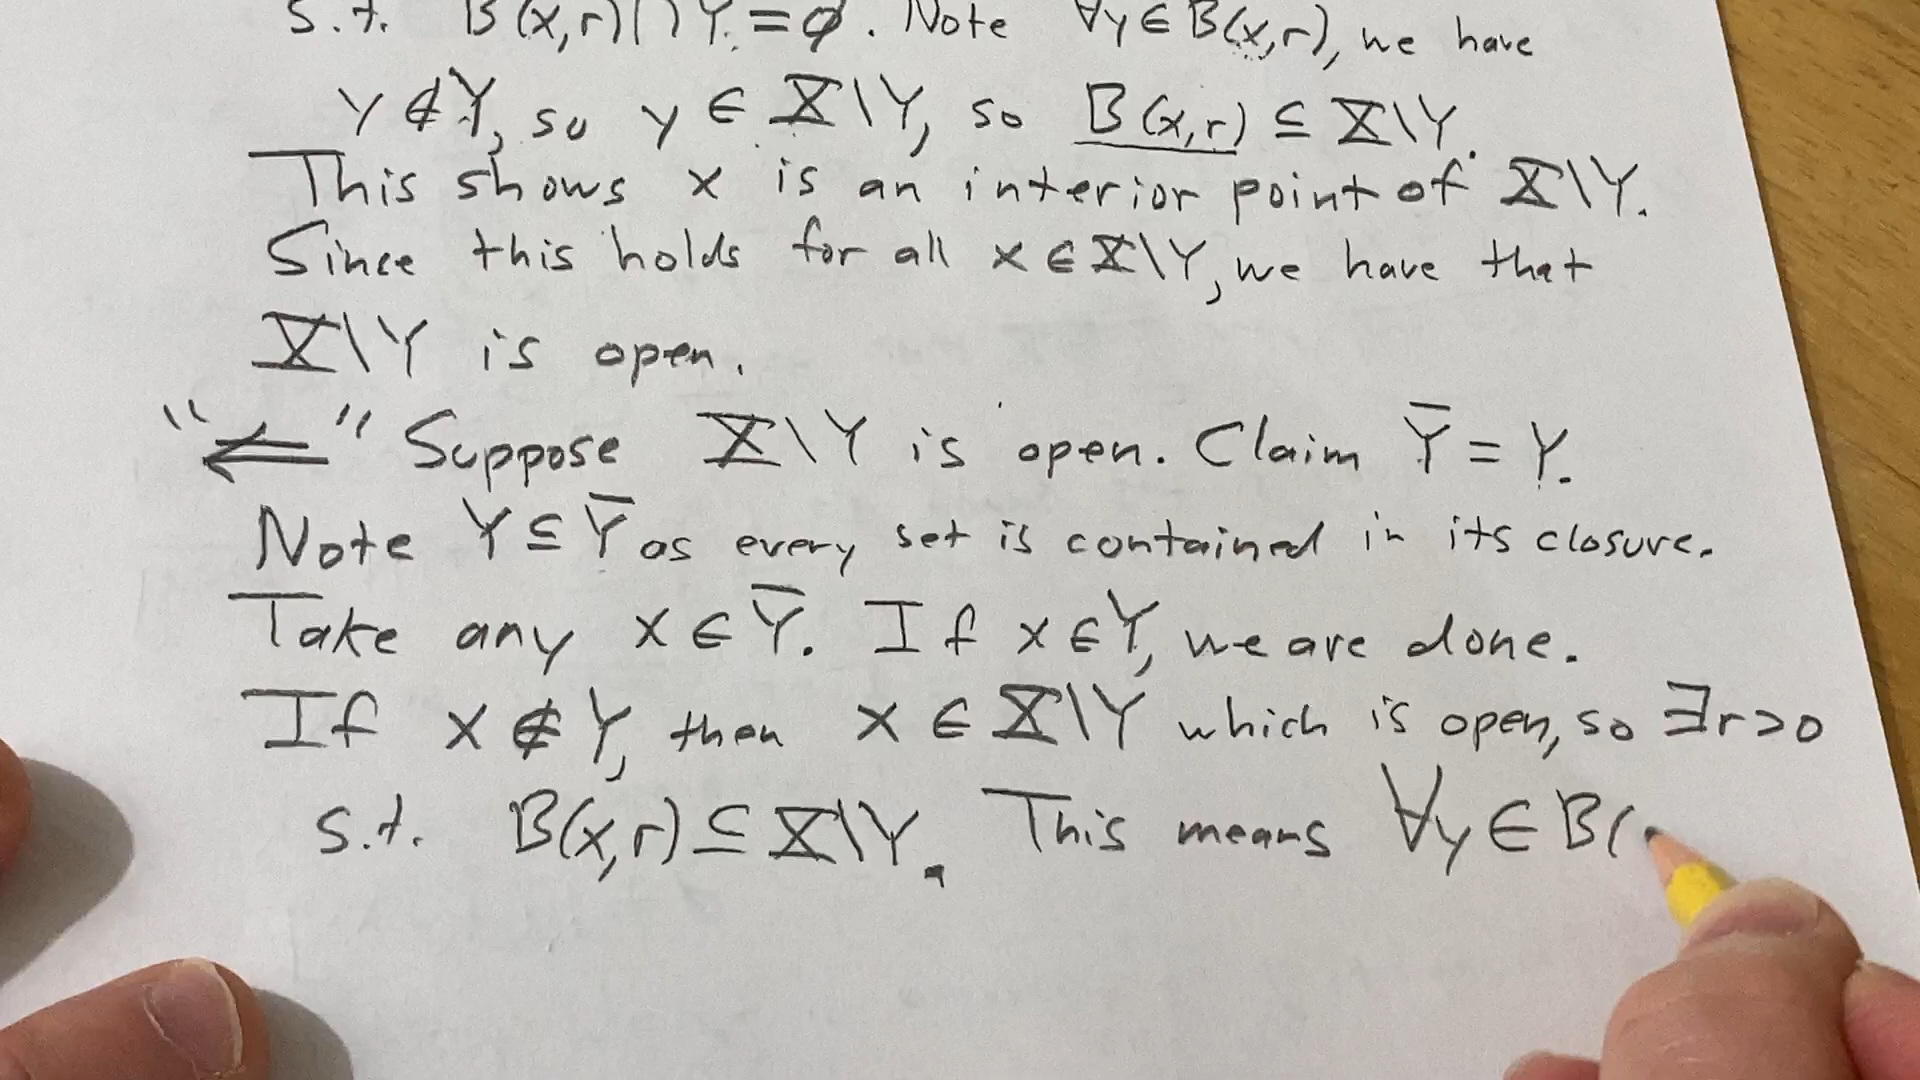 s.t. B(x,r)∩Y = ∅. Note ∀y∈B(x,r), we have
y∉Y, so y∈X\Y, so B(x,r) ⊆ X\Y.
This shows x is an interior point of X\Y.
Since this holds for all x∈X\Y, we have that
X\Y is open.
"⇐" Suppose X\Y is open. Claim Ȳ = Y.
Note Y⊆Ȳ as every set is contained in its closure.
Take any x∈Ȳ. If x∈Y, we are done.
If x∉Y, then x∈X\Y which is open, so ∃r>0
s.t. B(x,r)⊆X\Y. This means ∀y∈B(